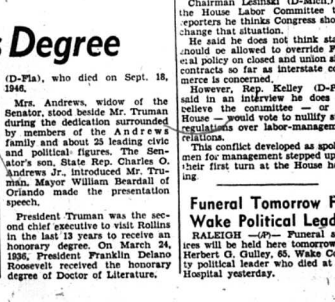 s Degree
(D-Fla), who died on Sept. 18,
1946.
Mrs. Andrews, widow of the
Senator, stood beside Mr. Truman
during the dedication surrounded
by members of the Andrews
family and about 25 leading civic
and political figures. The Sen-
ator's son, State Rep. Charles O.
Andrews Jr., introduced Mr. Tru-
man. Mayor William Beardall of
Orlando made the presentation
speech.
President Truman was the sec-
ond chief executive to visit Rollins
in the last 13 years to receive an
honorary degree. On March 24,
1936, President Franklin Delano
Roosevelt received the honorary
degree of Doctor of Literature.
Chairman Lesinski (D-Mich.)
the House Labor Committee t
eporters he thinks Congress sho
change that situation.
He said he does not think sta
should be allowed to override F
eral policy on closed and union s
contracts so far as interstate co
merce is concerned.
However, Rep. Kelley (D-P
said in an interview he does
believe the committee — or
House — would vote to nullify s
regulations over labor-managem
relations.
This conflict developed as spok
men for management stepped up
their first turn at the House h
ing
Funeral Tomorrow F
Wake Political Lead
RALEIGH —(AP)— Funeral s
ices will be held here tomorrow
Herbert G. Gulley, 65, Wake Co
ty political leader who died at
Hospital yesterday.